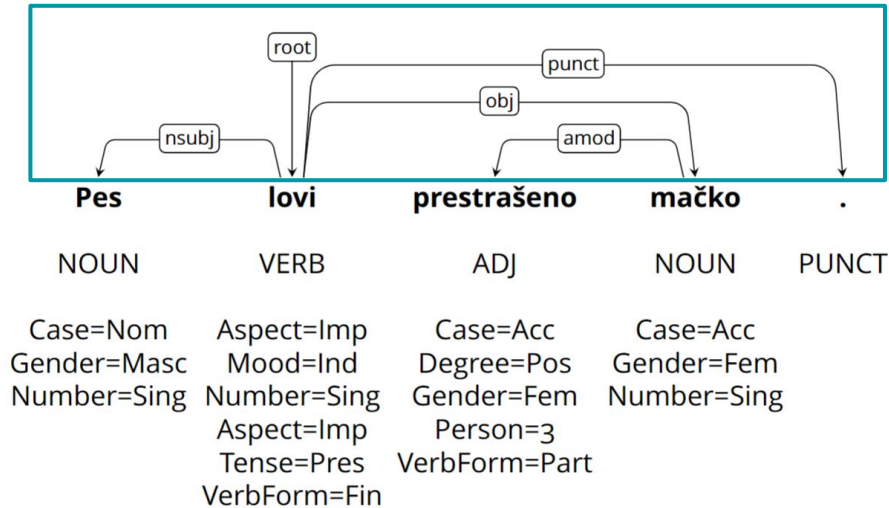 root
punct
obj
nsubj
amod
Pes lovi prestrašeno mačko .
NOUN VERB ADJ NOUN PUNCT
Case=Nom Aspect=Imp Case=Acc Case=Acc
Gender=Masc Mood=Ind Degree=Pos Gender=Fem
Number=Sing Number=Sing Gender=Fem Number=Sing
Aspect=Imp Person=3
Tense=Pres VerbForm=Part
VerbForm=Fin